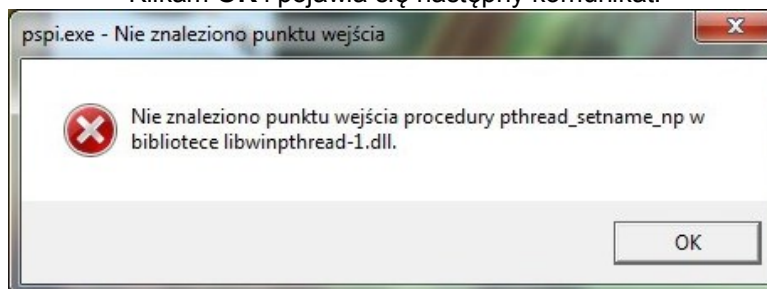 Klikam OK i pojawia się następny komunikat:
pspi.exe - Nie znaleziono punktu wejścia
Nie znaleziono punktu wejścia procedury pthread_setname_np w
bibliotece libwinpthread-1.dll.
OK